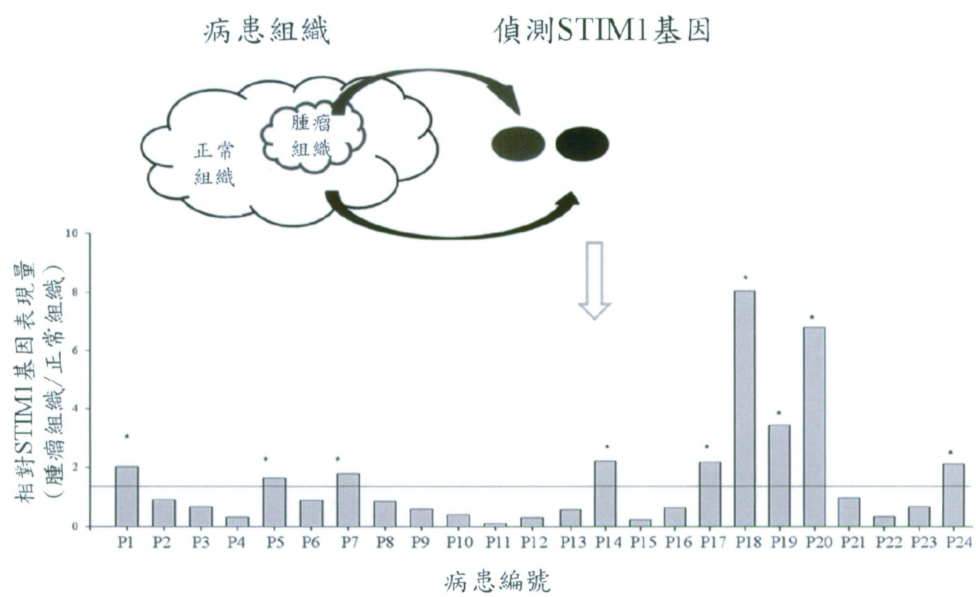 病患組織
偵測STIM1基因
腫瘤
組織
正常
組織
相對STIM1基因表現量
(腫瘤組織/正常組織)
10
8
6
4
2
0
* * * * * * * * *
P1 P2 P3 P4 P5 P6 P7 P8 P9 P10 P11 P12 P13 P14 P15 P16 P17 P18 P19 P20 P21 P22 P23 P24
病患編號